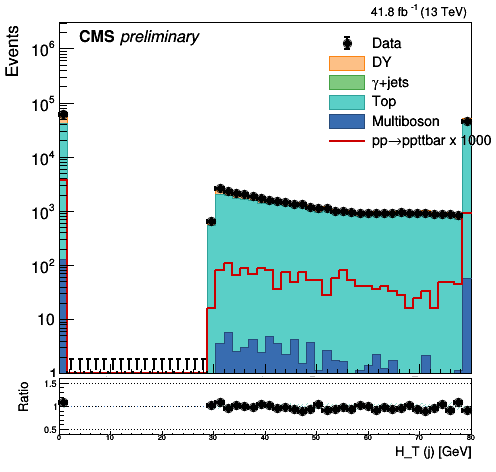 41.8 fb⁻¹ (13 TeV)
Events
CMS preliminary
Data
DY
γ+jets
Top
Multiboson
pp→ppttbar x 1000
10⁶
10⁵
10⁴
10³
10²
10
1
Ratio
1.5
1
0.5
0 10 20 30 40 50 60 70 80
H_T (j) [GeV]